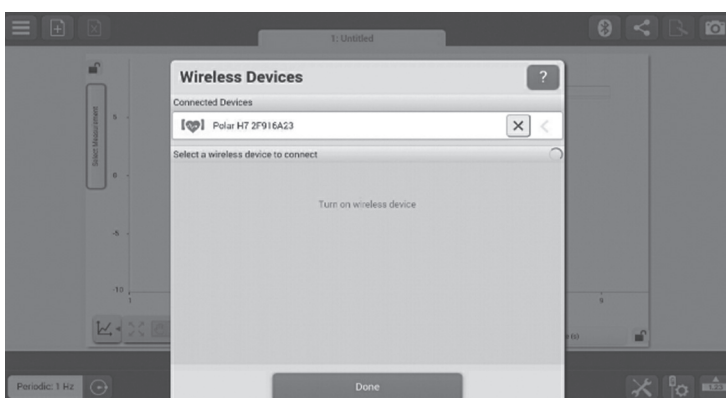 1: Untitled
Wireless Devices
?
Connected Devices
Polar H7 2F916A23
Select a wireless device to connect
Turn on wireless device
Select Measurement
5
0
-5
-10
1
Done
Periodic: 1 Hz